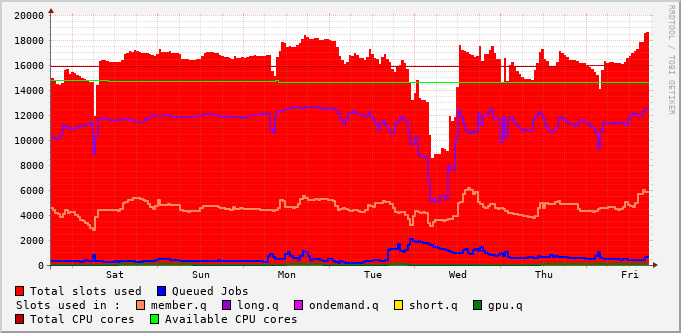 20000
18000
16000
14000
12000
10000
8000
6000
4000
2000
0
Sat Sun Mon Tue Wed Thu Fri
RRDTOOL / TOBI OETIKER
Total slots used Queued Jobs
Slots used in : member.q long.q ondemand.q short.q gpu.q
Total CPU cores Available CPU cores